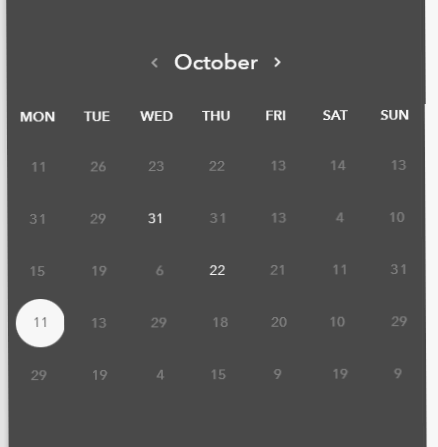 ‹ October ›
MON TUE WED THU FRI SAT SUN
11 26 23 22 13 14 13
31 29 31 31 13 4 10
15 19 6 22 21 11 31
11 13 29 18 20 10 29
29 19 4 15 9 19 9